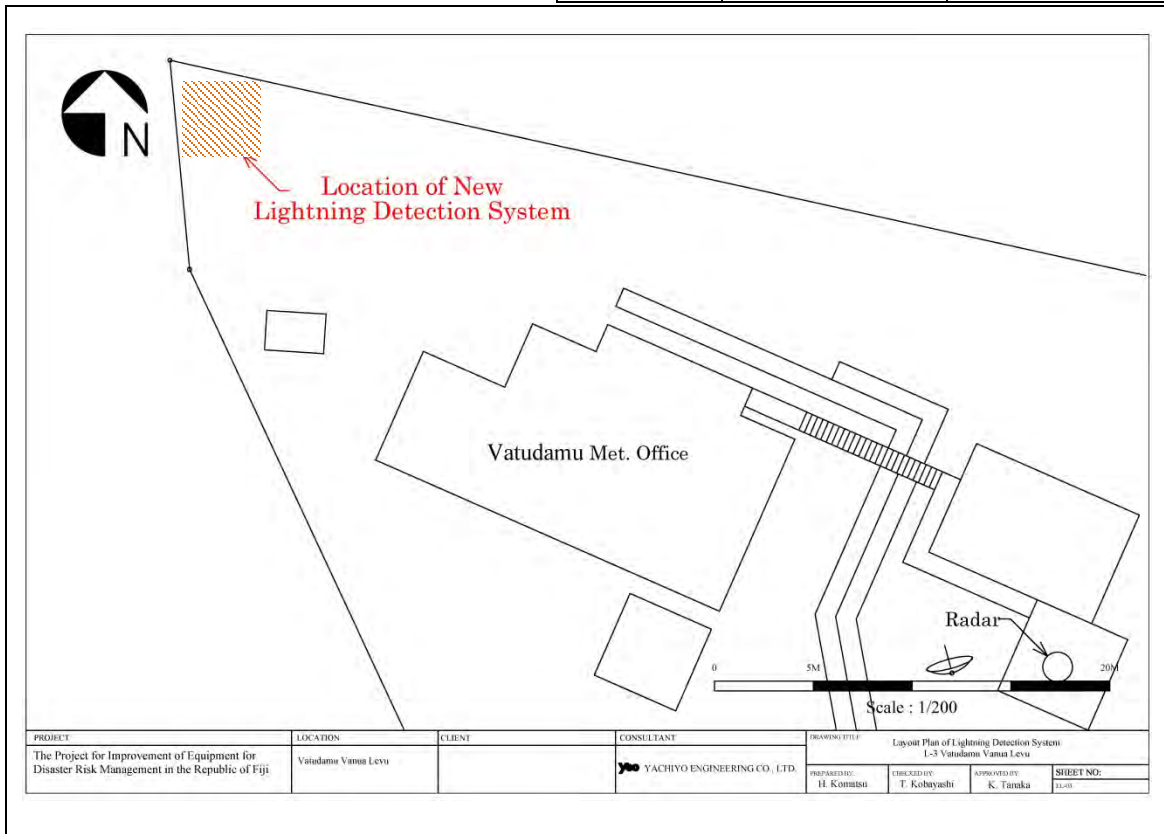 N
Location of New
Lightning Detection System
Vatudamu Met. Office
Radar
0 5M 20M
Scale : 1/200
PROJECT
The Project for Improvement of Equipment for
Disaster Risk Management in the Republic of Fiji
LOCATION
Vatudamu Vanua Levu
CLIENT
CONSULTANT
yeo YACHIYO ENGINEERING CO., LTD.
DRAWING TITLE
Layout Plan of Lightning Detection System
L-3 Vatudamu Vanua Levu
PREPARED BY:
H. Komatsu
CHECKED BY:
T. Kobayashi
APPROVED BY:
K. Tanaka
SHEET NO: